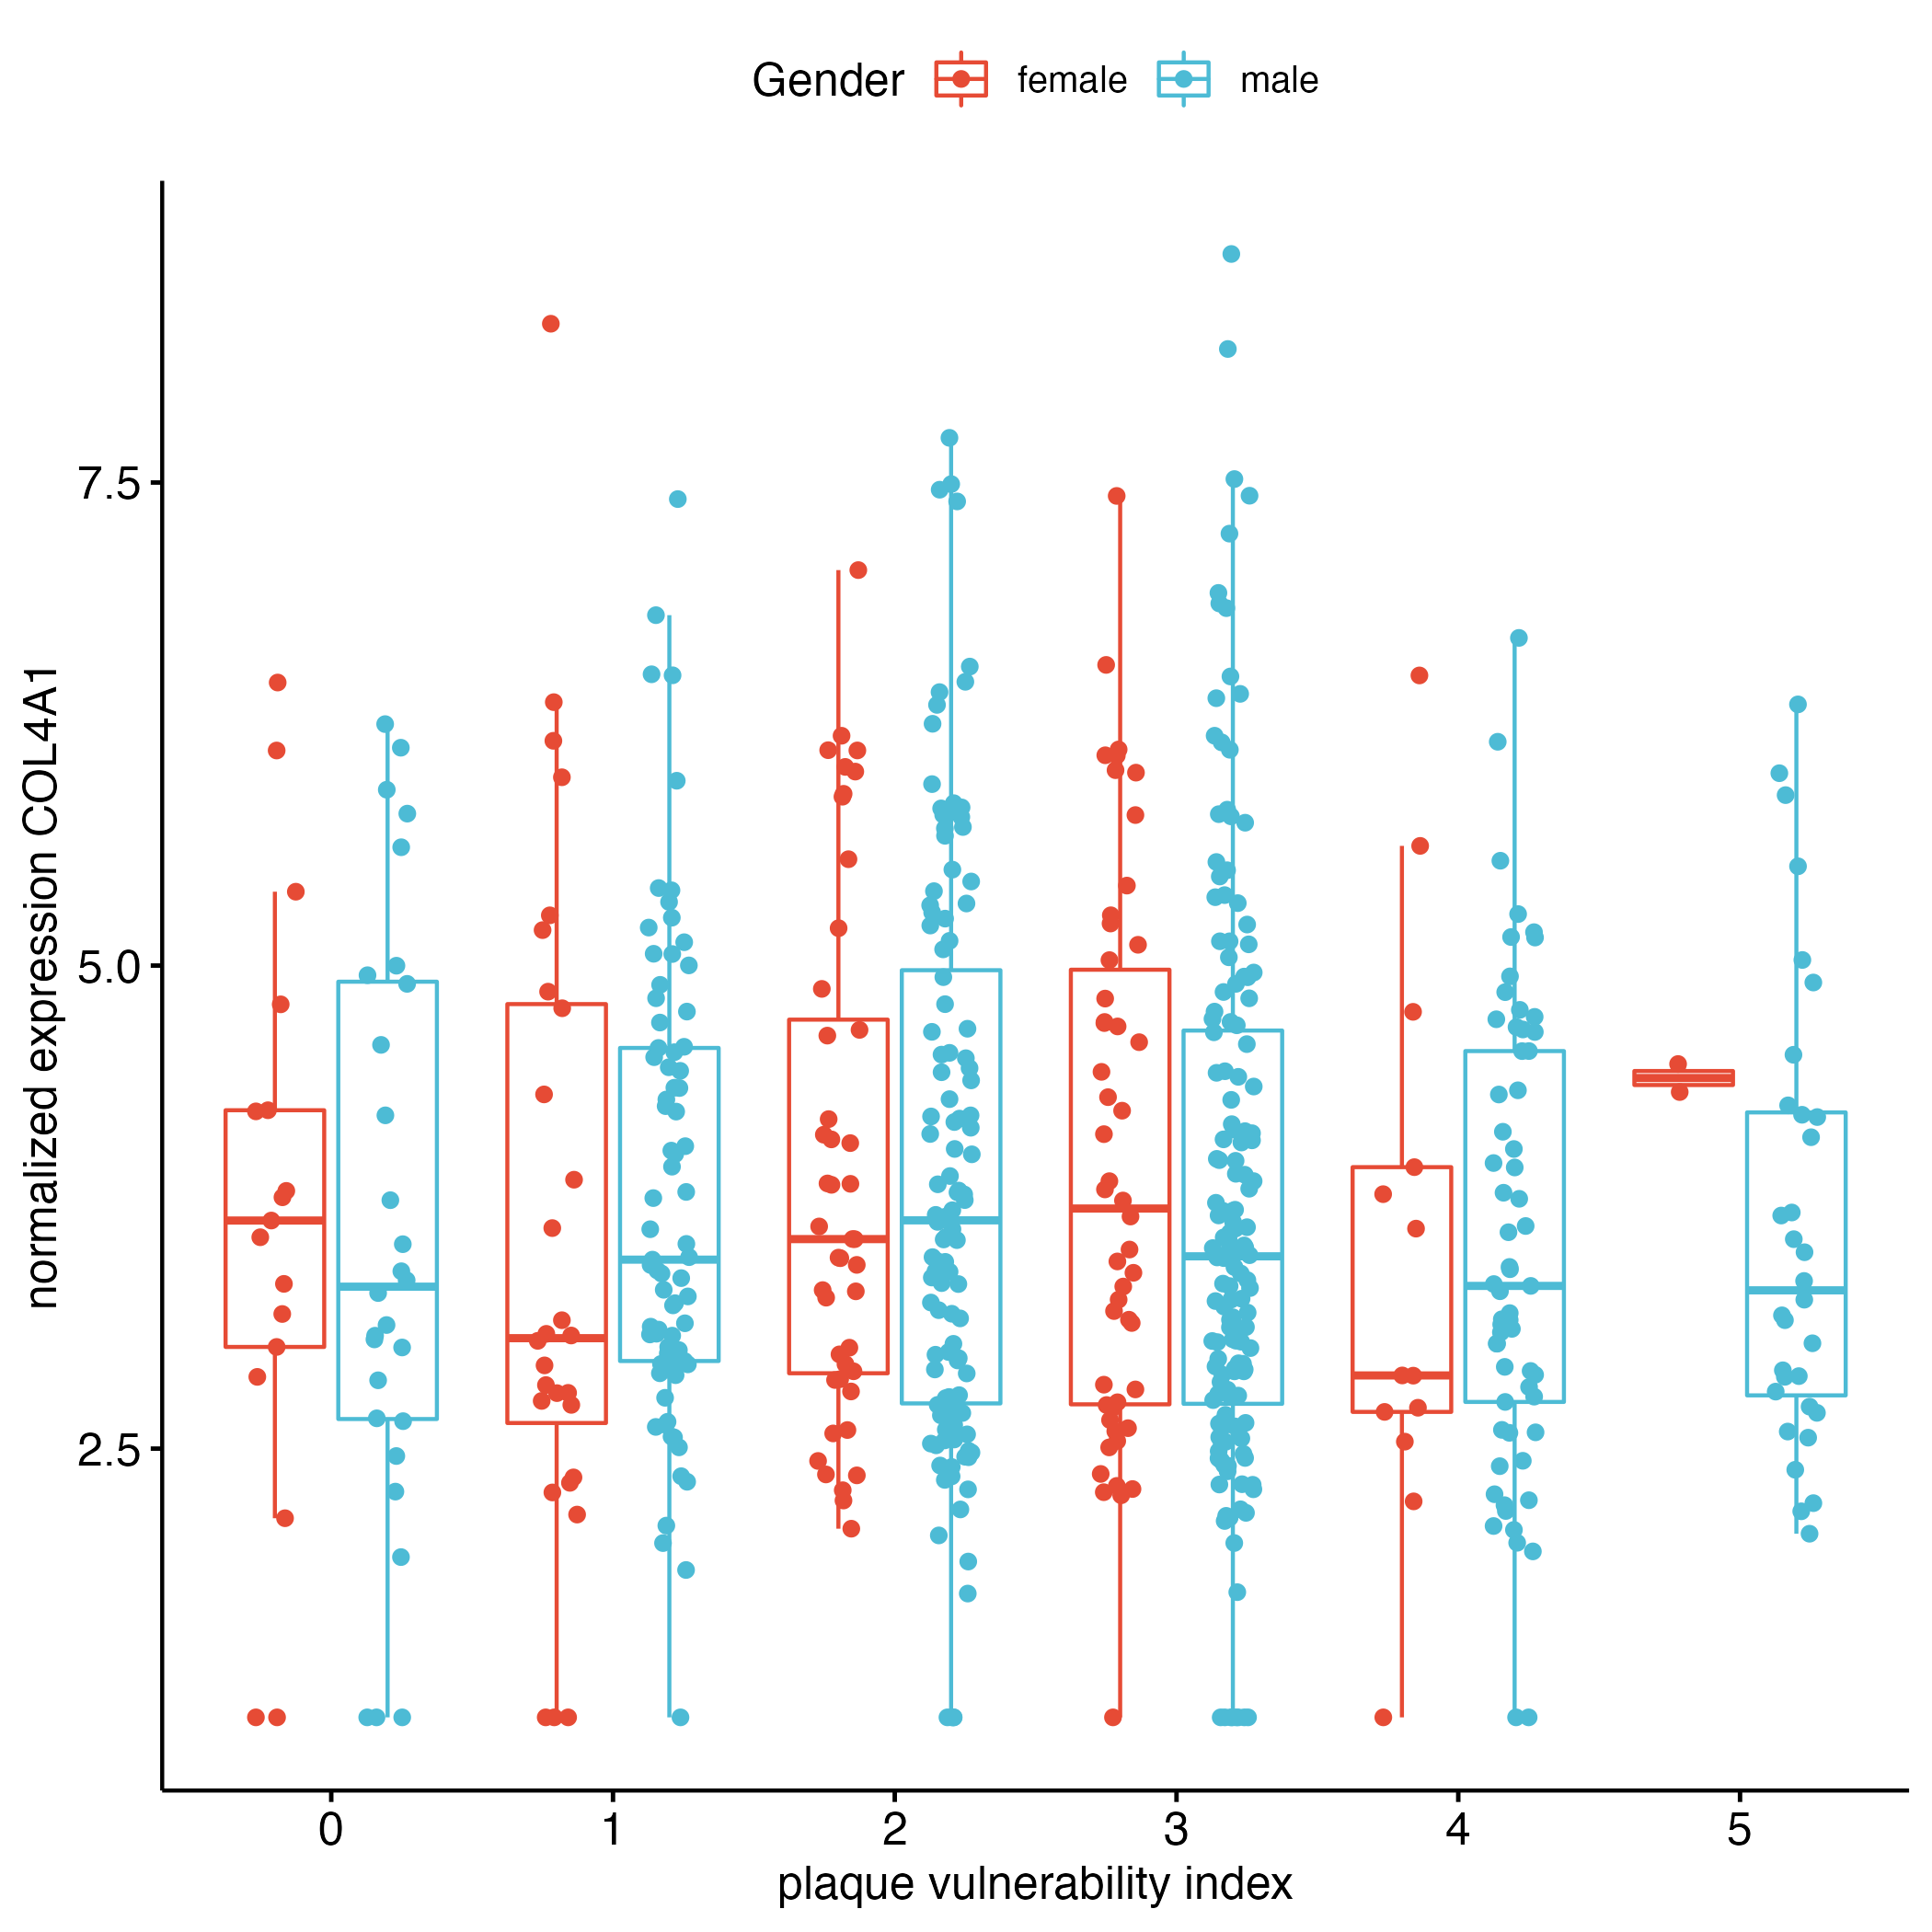 Gender female male
normalized expression COL4A1
7.5
5.0
2.5
0 1 2 3 4 5
plaque vulnerability index